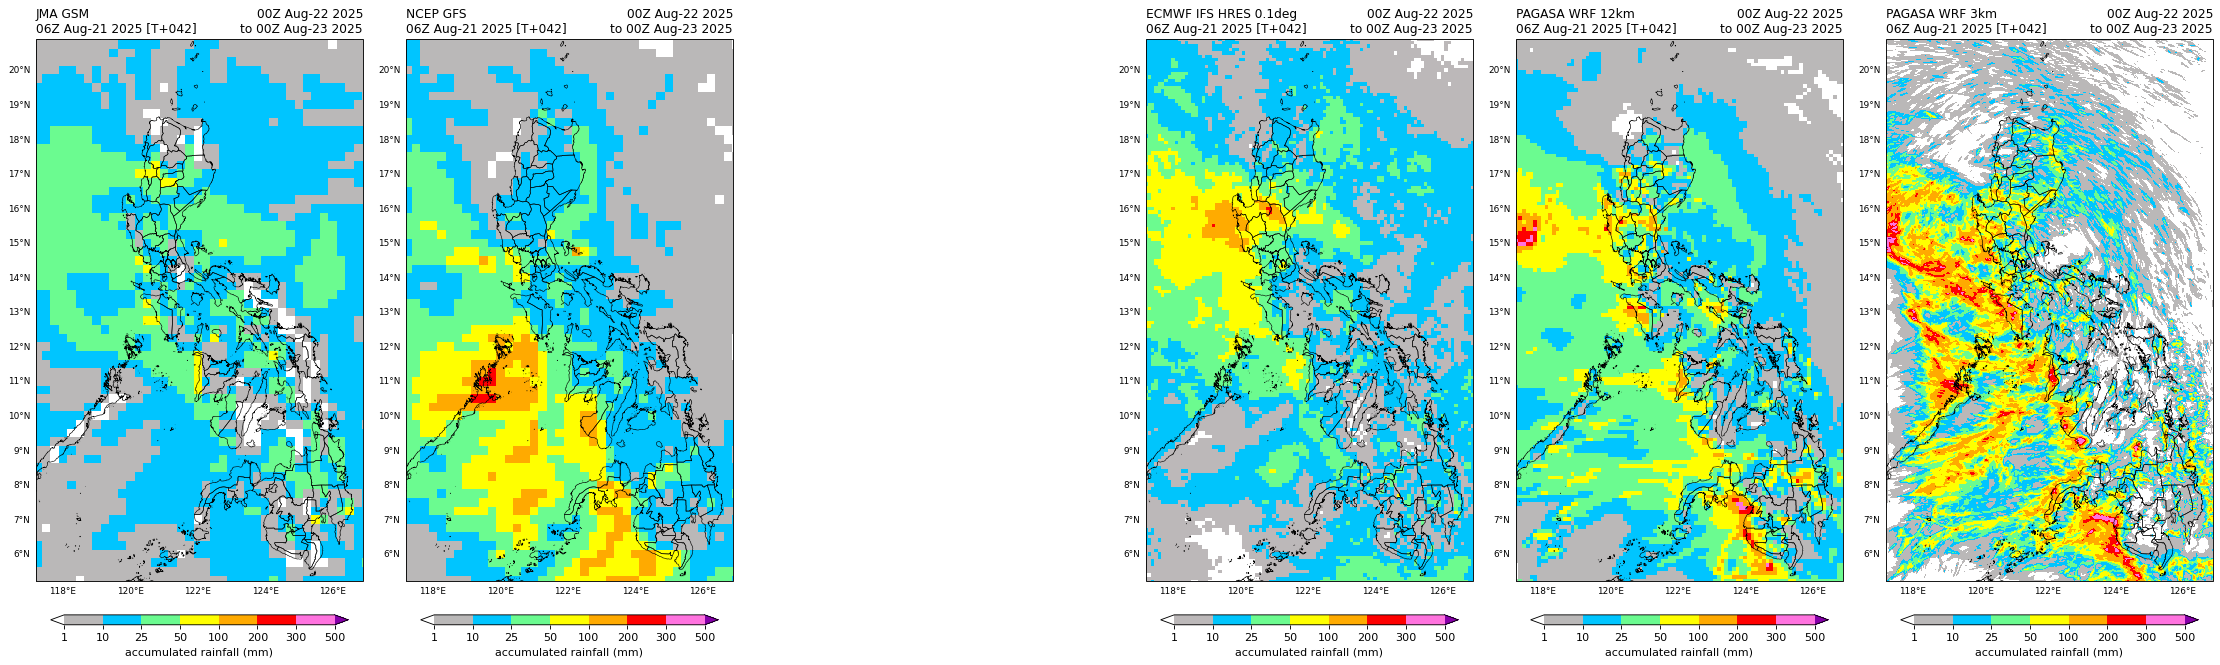 JMA GSM 00Z Aug-22 2025
06Z Aug-21 2025 [T+042] to 00Z Aug-23 2025
20°N
19°N
18°N
17°N
16°N
15°N
14°N
13°N
12°N
11°N
10°N
9°N
8°N
7°N
6°N
118°E 120°E 122°E 124°E 126°E
1 10 25 50 100 200 300 500
accumulated rainfall (mm)
NCEP GFS 00Z Aug-22 2025
06Z Aug-21 2025 [T+042] to 00Z Aug-23 2025
20°N
19°N
18°N
17°N
16°N
15°N
14°N
13°N
12°N
11°N
10°N
9°N
8°N
7°N
6°N
118°E 120°E 122°E 124°E 126°E
1 10 25 50 100 200 300 500
accumulated rainfall (mm)
ECMWF IFS HRES 0.1deg 00Z Aug-22 2025
06Z Aug-21 2025 [T+042] to 00Z Aug-23 2025
20°N
19°N
18°N
17°N
16°N
15°N
14°N
13°N
12°N
11°N
10°N
9°N
8°N
7°N
6°N
118°E 120°E 122°E 124°E 126°E
1 10 25 50 100 200 300 500
accumulated rainfall (mm)
PAGASA WRF 12km 00Z Aug-22 2025
06Z Aug-21 2025 [T+042] to 00Z Aug-23 2025
20°N
19°N
18°N
17°N
16°N
15°N
14°N
13°N
12°N
11°N
10°N
9°N
8°N
7°N
6°N
118°E 120°E 122°E 124°E 126°E
1 10 25 50 100 200 300 500
accumulated rainfall (mm)
PAGASA WRF 3km 00Z Aug-22 2025
06Z Aug-21 2025 [T+042] to 00Z Aug-23 2025
20°N
19°N
18°N
17°N
16°N
15°N
14°N
13°N
12°N
11°N
10°N
9°N
8°N
7°N
6°N
118°E 120°E 122°E 124°E 126°E
1 10 25 50 100 200 300 500
accumulated rainfall (mm)